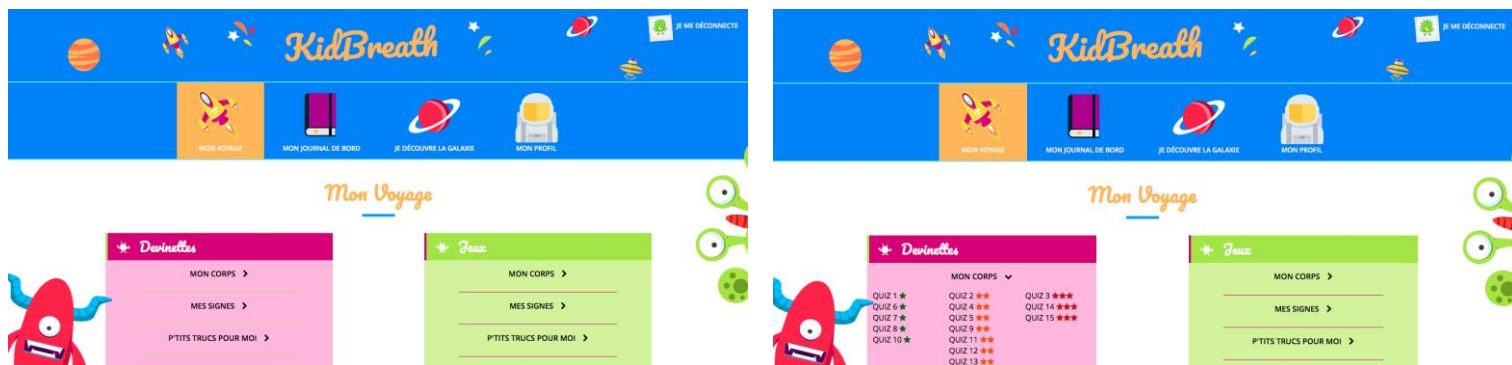 JE ME DÉCONNECTE
KidBreath
MON VOYAGE
MON JOURNAL DE BORD
JE DÉCOUVRE LA GALAXIE
MON PROFIL
Mon Voyage
Devinettes
MON CORPS
MES SIGNES
P'TITS TRUCS POUR MOI
Jeux
MON CORPS
MES SIGNES
P'TITS TRUCS POUR MOI
JE ME DÉCONNECTE
KidBreath
MON VOYAGE
MON JOURNAL DE BORD
JE DÉCOUVRE LA GALAXIE
MON PROFIL
Mon Voyage
Devinettes
MON CORPS
QUIZ 1 QUIZ 2 QUIZ 3
QUIZ 6 QUIZ 4 QUIZ 14
QUIZ 7 QUIZ 5 QUIZ 15
QUIZ 8 QUIZ 9
QUIZ 10 QUIZ 11
QUIZ 12
QUIZ 13
Jeux
MON CORPS
MES SIGNES
P'TITS TRUCS POUR MOI